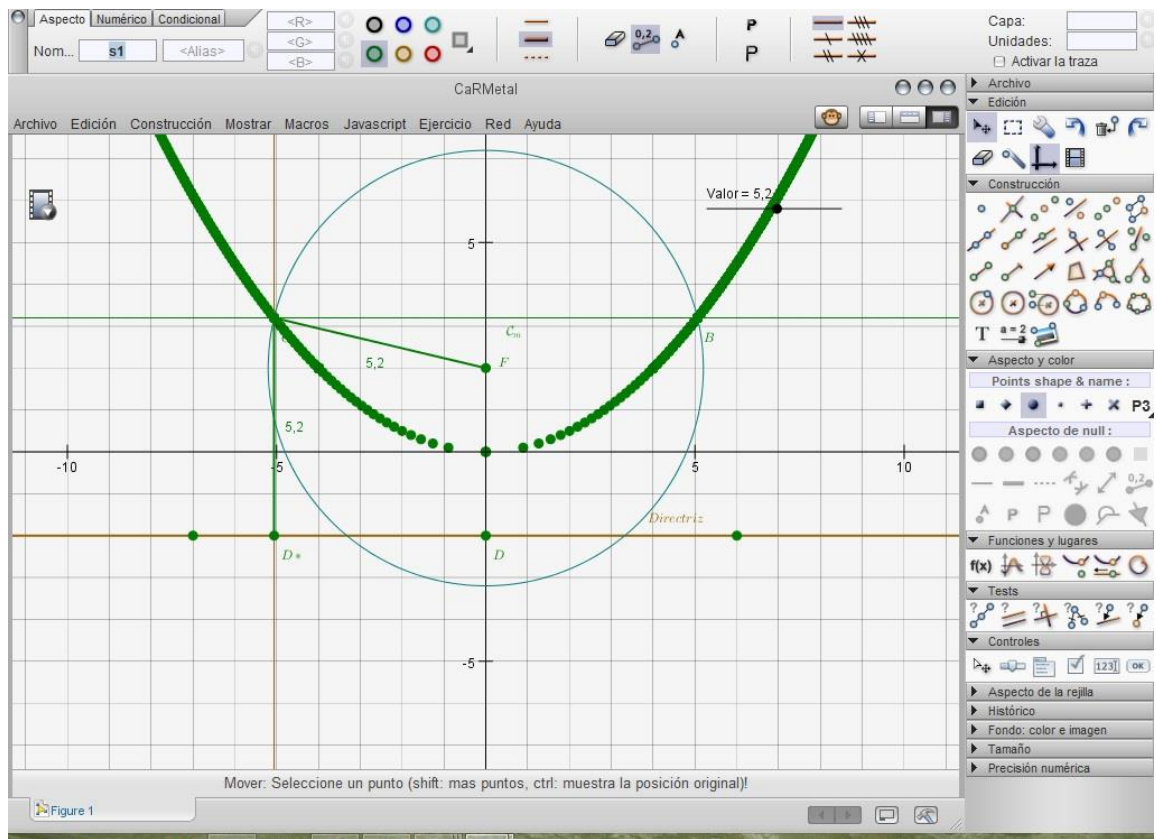 Aspecto Numérico Condicional
<R>
<G>
<B>
Nom... s1 <Alias>
0,2 A
P
P
Capa:
Unidades:
Activar la traza
CaRMetal
Archivo Edición Construcción Mostrar Macros Javascript Ejercicio Red Ayuda
Valor = 5,2
5
C_m
B
F
5,2
5,2
-10 -5 5 10
Directriz
D* D
-5
Mover: Seleccione un punto (shift: mas puntos, ctrl: muestra la posición original)!
Figure 1
Archivo
Edición
Construcción
T a = 2
Aspecto y color
Points shape & name :
P3
Aspecto de null :
0,2
A P P
Funciones y lugares
f(x)
Tests
? ? ? ? ? ?
Controles
123 OK
Aspecto de la rejilla
Histórico
Fondo: color e imagen
Tamaño
Precisión numérica